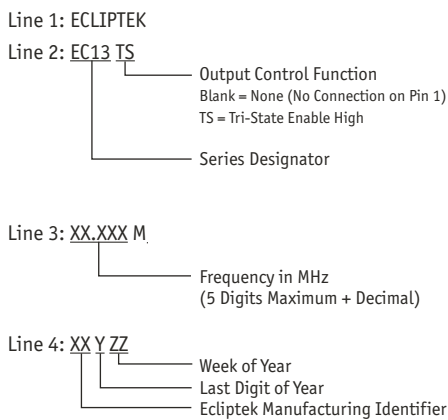 Line 1: ECLIPTEK
Line 2: EC13 TS
Output Control Function
Blank = None (No Connection on Pin 1)
TS = Tri-State Enable High
Series Designator
Line 3: XX.XXX M
Frequency in MHz
(5 Digits Maximum + Decimal)
Line 4: XX Y ZZ
Week of Year
Last Digit of Year
Ecliptek Manufacturing Identifier